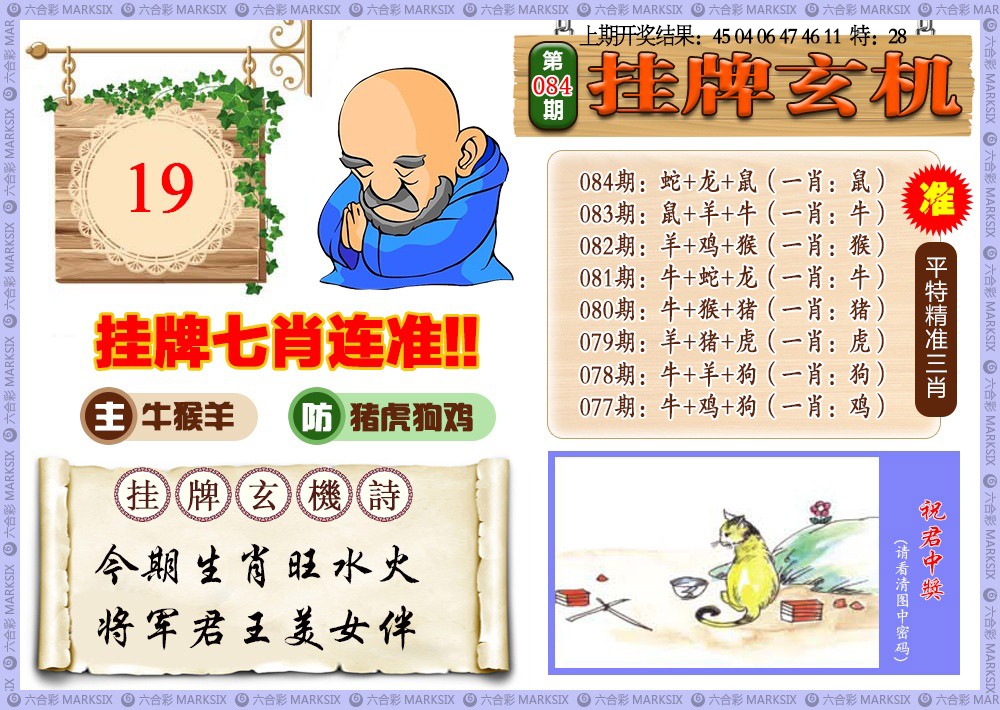 六合彩 MARKSIX
上期开奖结果：45 04 06 47 46 11 特：28
第
084
期
挂牌玄机
19
084期：蛇+龙+鼠（一肖：鼠）
083期：鼠+羊+牛（一肖：牛）
082期：羊+鸡+猴（一肖：猴）
081期：牛+蛇+龙（一肖：牛）
080期：牛+猴+猪（一肖：猪）
079期：羊+猪+虎（一肖：虎）
078期：牛+羊+狗（一肖：狗）
077期：牛+鸡+狗（一肖：鸡）
准
平特精准三肖
挂牌七肖连准!!
主 牛猴羊
防 猪虎狗鸡
挂牌玄機詩
今期生肖旺水火
将军君王美女伴
祝君中獎
（请看清图中密码）